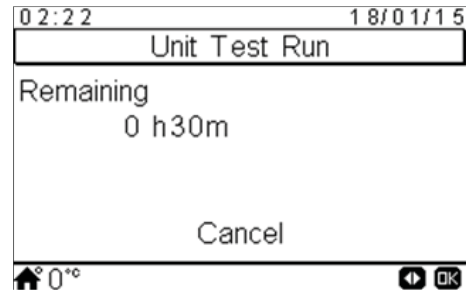 02:22 18/01/15
Unit Test Run
Remaining
0 h30m
Cancel
0°C OK